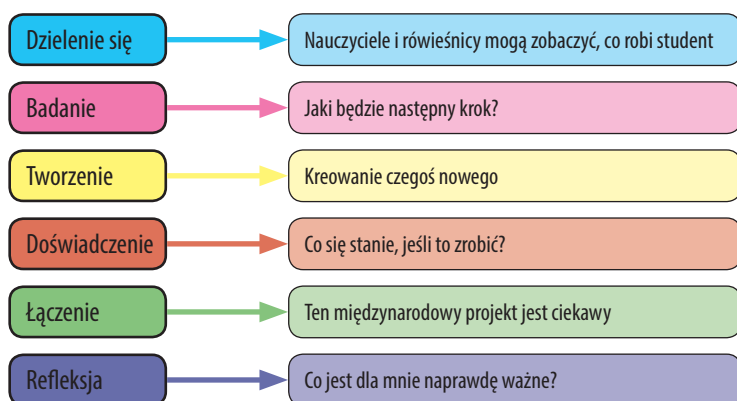 Dzielenie się
Nauczyciele i rówieśnicy mogą zobaczyć, co robi student
Badanie
Jaki będzie następny krok?
Tworzenie
Kreowanie czegoś nowego
Doświadczenie
Co się stanie, jeśli to zrobić?
Łączenie
Ten międzynarodowy projekt jest ciekawy
Refleksja
Co jest dla mnie naprawdę ważne?